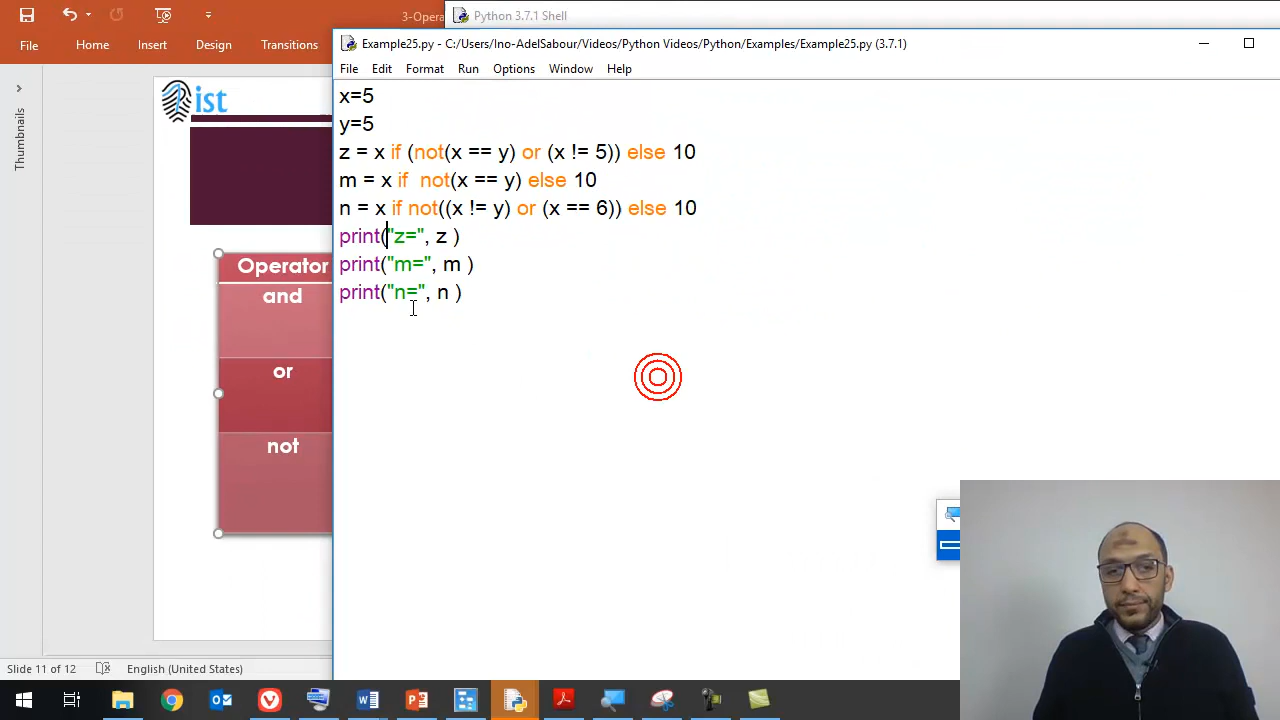 3-Opera
Python 3.7.1 Shell
File Home Insert Design Transitions
Example25.py - C:/Users/Ino-AdelSabour/Videos/Python Videos/Python/Examples/Example25.py (3.7.1)
File Edit Format Run Options Window Help
Thumbnails
ist
x=5
y=5
z = x if (not(x == y) or (x != 5)) else 10
m = x if  not(x == y) else 10
n = x if not((x != y) or (x == 6)) else 10
print("z=", z )
print("m=", m )
print("n=", n )
Operator
and
or
not
Slide 11 of 12 English (United States)